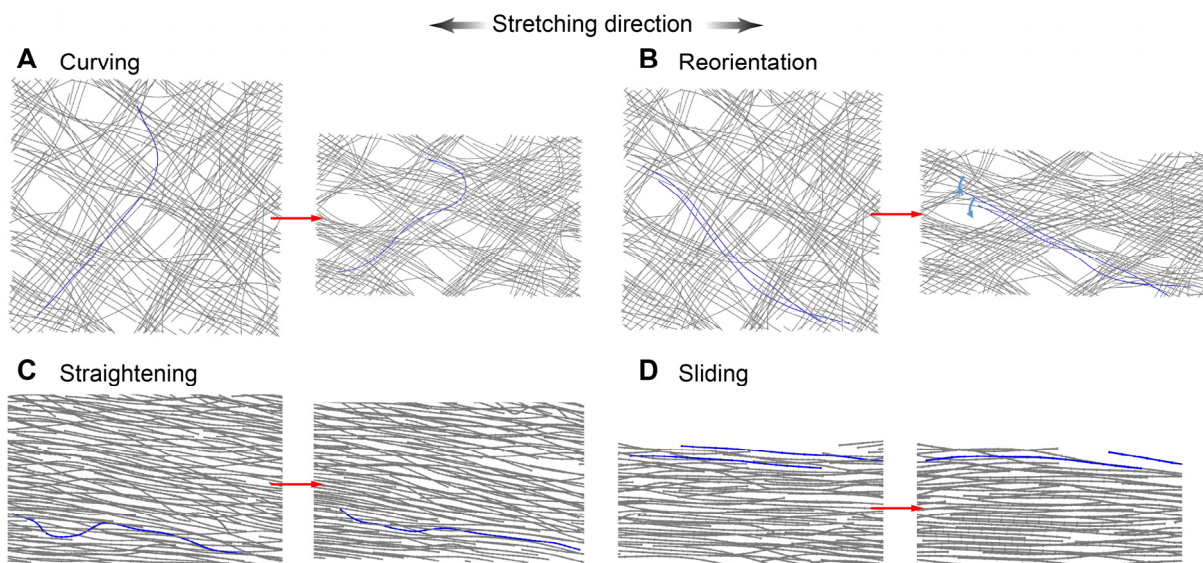 Stretching direction
A Curving
B Reorientation
C Straightening
D Sliding